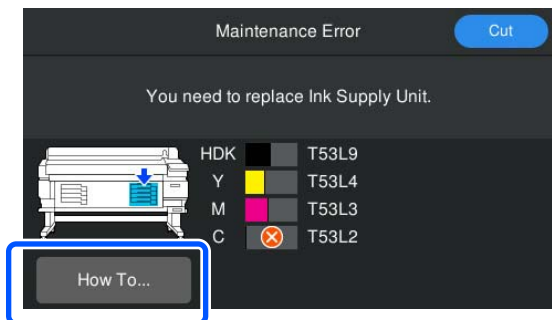 Maintenance Error
Cut
You need to replace Ink Supply Unit.
HDK T53L9
Y T53L4
M T53L3
C T53L2
How To...